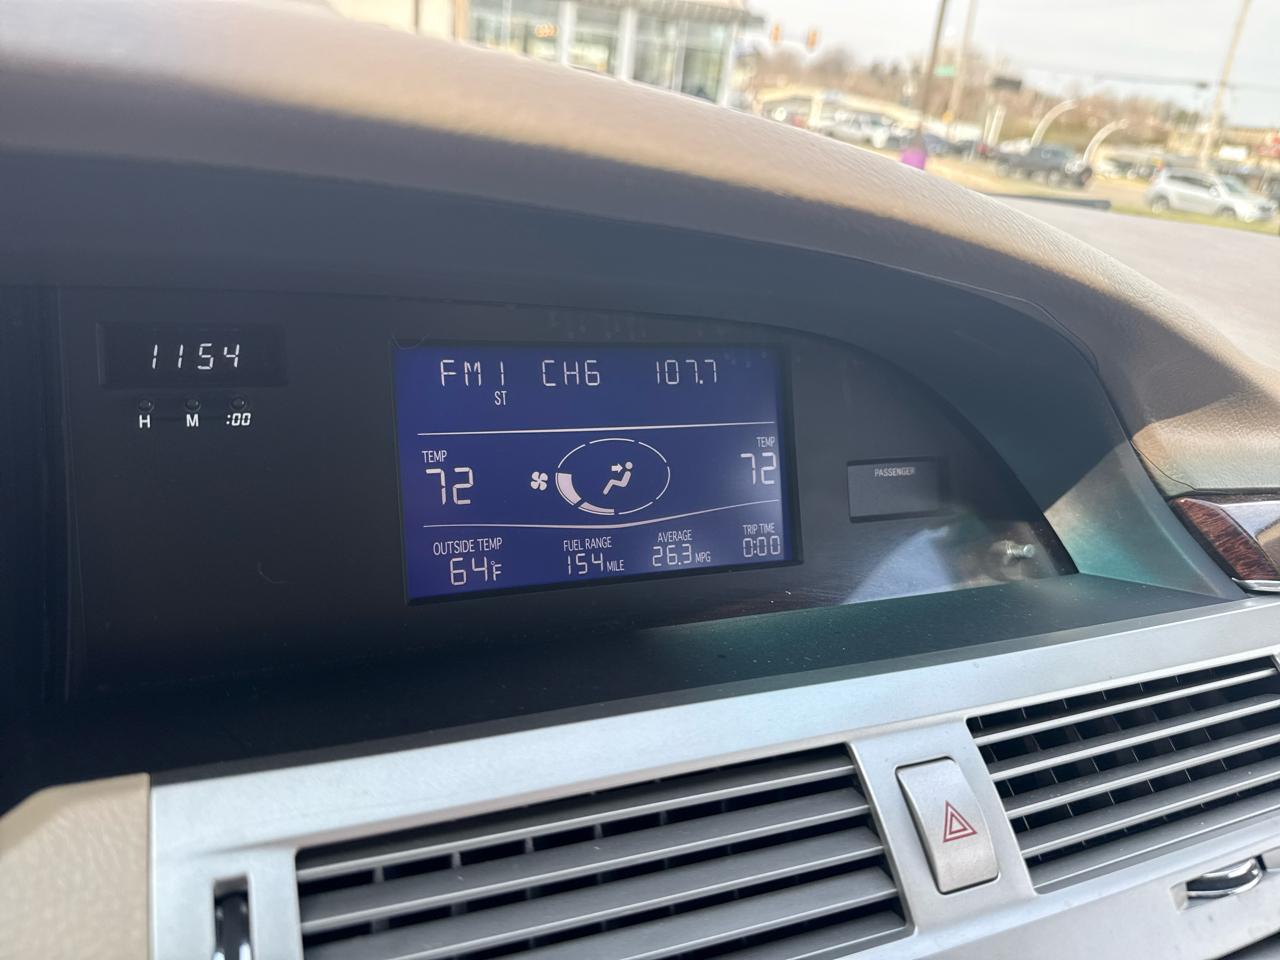 1154
H M :00
FM1 CH6 107.7
ST
TEMP
72
TEMP
72
OUTSIDE TEMP
64°F
FUEL RANGE
154 MILE
AVERAGE
26.3 MPG
TRIP TIME
0:00
PASSENGER